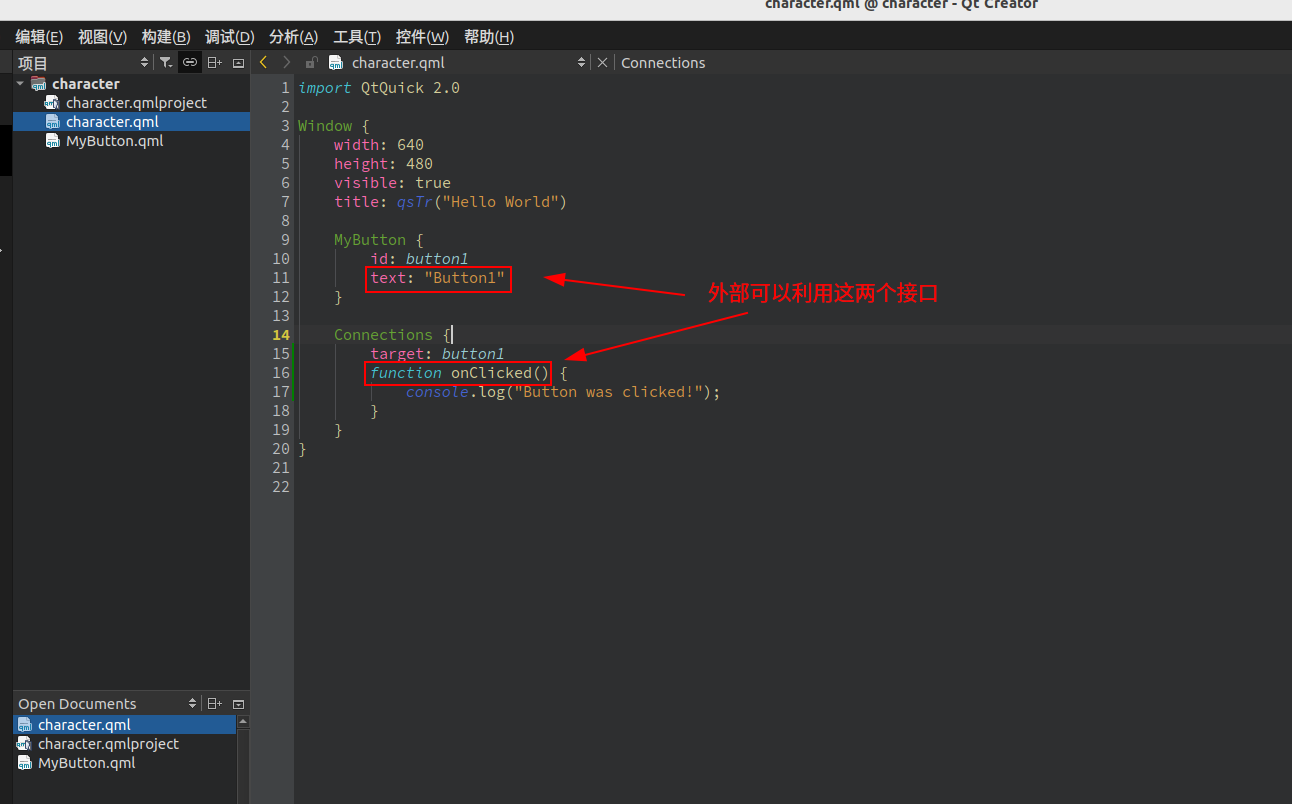 character.qml @ character - Qt Creator
编辑(E) 视图(V) 构建(B) 调试(D) 分析(A) 工具(T) 控件(W) 帮助(H)
项目
character.qml
Connections
character
character.qmlproject
character.qml
MyButton.qml
1 import QtQuick 2.0
2
3 Window {
4     width: 640
5     height: 480
6     visible: true
7     title: qsTr("Hello World")
8
9     MyButton {
10         id: button1
11         text: "Button1"
12     }
13
14     Connections {
15         target: button1
16         function onClicked() {
17             console.log("Button was clicked!");
18         }
19     }
20 }
21
22
外部可以利用这两个接口
Open Documents
character.qml
character.qmlproject
MyButton.qml